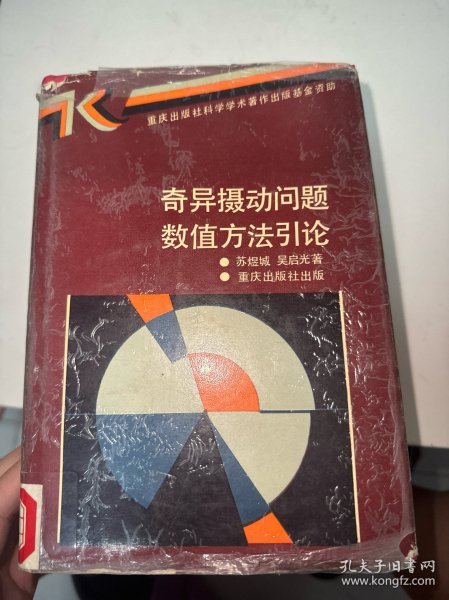 重庆出版社科学学术著作出版基金资助
奇异摄动问题
数值方法引论
● 苏煜城 吴启光著
● 重庆出版社出版
孔夫子旧书网
www.kongfz.com